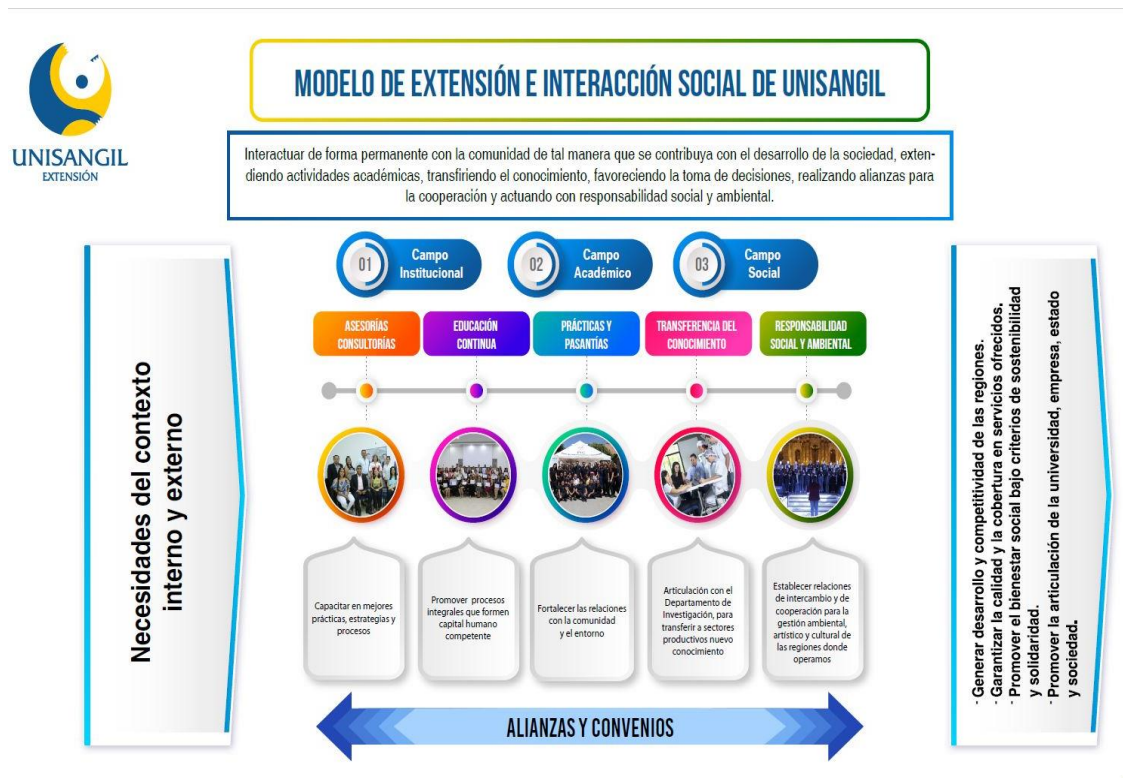 UNISANGIL
EXTENSIÓN
MODELO DE EXTENSIÓN E INTERACCIÓN SOCIAL DE UNISANGIL
Interactuar de forma permanente con la comunidad de tal manera que se contribuya con el desarrollo de la sociedad, exten-
diendo actividades académicas, transfiriendo el conocimiento, favoreciendo la toma de decisiones, realizando alianzas para
la cooperación y actuando con responsabilidad social y ambiental.
Necesidades del contexto
interno y externo
01
Campo
Institucional
02
Campo
Académico
03
Campo
Social
ASESORÍAS
CONSULTORÍAS
EDUCACIÓN
CONTINUA
PRÁCTICAS Y
PASANTÍAS
TRANSFERENCIA DEL
CONOCIMIENTO
RESPONSABILIDAD
SOCIAL Y AMBIENTAL
Capacitar en mejores
prácticas, estrategias y
procesos
Promover procesos
integrales que formen
capital humano
competente
Fortalecer las relaciones
con la comunidad
y el entorno
Articulación con el
Departamento de
Investigación, para
transferir a sectores
productivos nuevo
conocimiento
Establecer relaciones
de intercambio y de
cooperación para la
gestión ambiental,
artístico y cultural de
las regiones donde
operamos
ALIANZAS Y CONVENIOS
- Generar desarrollo y competitividad de las regiones.
- Garantizar la calidad y la cobertura en servicios ofrecidos.
- Promover el bienestar social bajo criterios de sostenibilidad
y solidaridad.
- Promover la articulación de la universidad, empresa, estado
y sociedad.